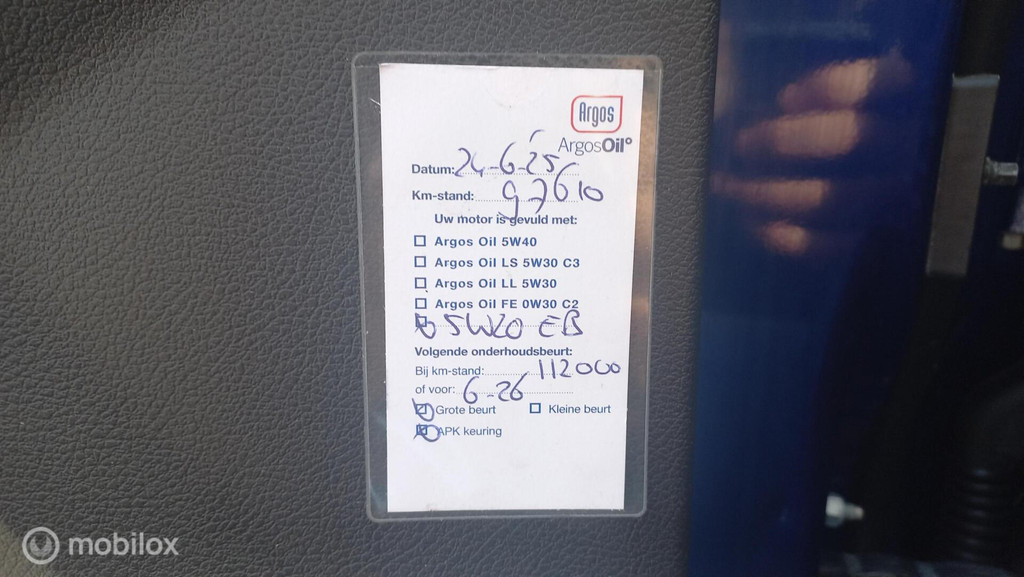 Argos
ArgosOil°
Datum: 24-6-25
Km-stand: 97610
Uw motor is gevuld met:
Argos Oil 5W40
Argos Oil LS 5W30 C3
Argos Oil LL 5W30
Argos Oil FE 0W30 C2
5W20 EB
Volgende onderhoudsbeurt:
Bij km-stand: 112000
of voor: 6-26
Grote beurt Kleine beurt
APK keuring
mobilox